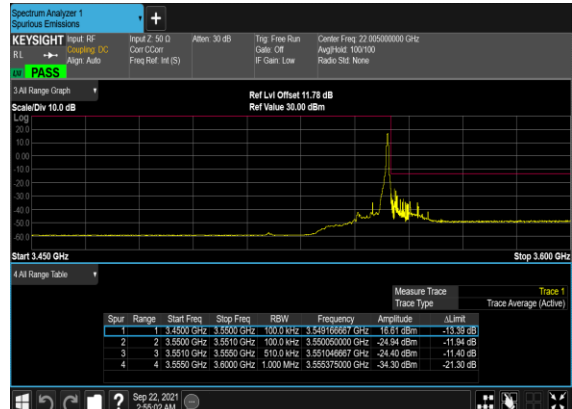 Spectrum Analyzer 1
Spurious Emissions
KEYSIGHT Input: RF Input Z: 50 Ω Atten: 30 dB Trig: Free Run Center Freq: 22.005000000 GHz
RL Coupling: DC Corr CCorr Gate: Off Avg|Hold: 100/100
Align: Auto Freq Ref: Int (S) IF Gain: Low Radio Std: None
PASS
3 All Range Graph
Ref Lvl Offset 11.78 dB
Scale/Div 10.0 dB Ref Value 30.00 dBm
Log
20.0
10.0
0.00
-10.0
-20.0
-30.0
-40.0
-50.0
-60.0
Start 3.450 GHz Stop 3.600 GHz
4 All Range Table
Measure Trace Trace 1
Trace Type Trace Average (Active)
Spur Range Start Freq Stop Freq RBW Frequency Amplitude ΔLimit
1 1 3.4500 GHz 3.5500 GHz 100.0 kHz 3.549166667 GHz 16.61 dBm -13.39 dB
2 2 3.5500 GHz 3.5510 GHz 100.0 kHz 3.550050000 GHz -24.94 dBm -11.94 dB
3 3 3.5510 GHz 3.5550 GHz 510.0 kHz 3.551046667 GHz -24.40 dBm -11.40 dB
4 4 3.5550 GHz 3.6000 GHz 1.000 MHz 3.555375000 GHz -34.30 dBm -21.30 dB
Sep 22, 2021
2:55:02 AM